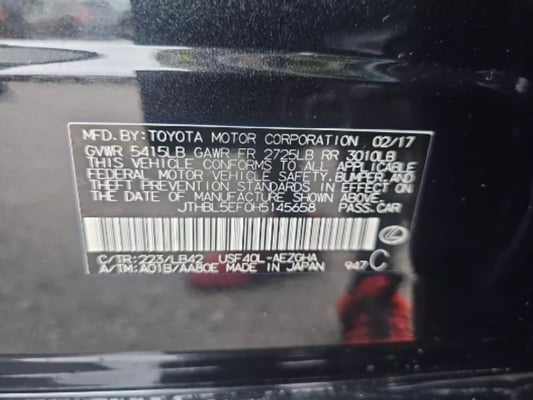 MFD.BY: TOYOTA MOTOR CORPORATION 02/17
GVWR 5415LB GAWR FR 2725LB RR 3010LB
THIS VEHICLE CONFORMS TO ALL APPLICABLE
FEDERAL MOTOR VEHICLE SAFETY, BUMPER, AND
THEFT PREVENTION STANDARDS IN EFFECT ON
THE DATE OF MANUFACTURE SHOWN ABOVE.
JTHBL5EF0H5145658 PASS.CAR
C/TR: 223/LB42 USF40L-AEZGHA
A/TM: A01B/AA80E MADE IN JAPAN 947 C